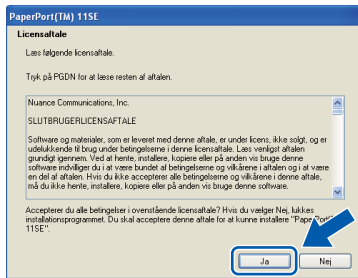 PaperPort(TM) 11SE
Licensaftale
Læs følgende licensaftale.
Tryk på PGDN for at læse resten af aftalen.
Nuance Communications, Inc.
SLUTBRUGERLICENSAFTALE
Software og materialer, som er leveret med denne aftale, er under licens, ikke solgt, og er
udelukkende til brug under betingelserne i denne licensaftale. Læs venligst aftalen
grundigt igennem. Ved at hente, installere, kopiere eller på anden vis bruge denne
software indvilliger du i at være bundet af betingelserne og vilkårene i aftalen og i at være
en del af aftalen. Hvis du ikke accepterer alle betingelser og vilkårene i denne aftale,
må du ikke hente, installere, kopiere eller på anden vis bruge denne software.
Accepterer du alle betingelser i ovenstående licensaftale? Hvis du vælger Nej, lukkes
installationsprogrammet. Du skal acceptere denne aftale for at kunne installere "PaperPort(
11SE".
Ja
Nej